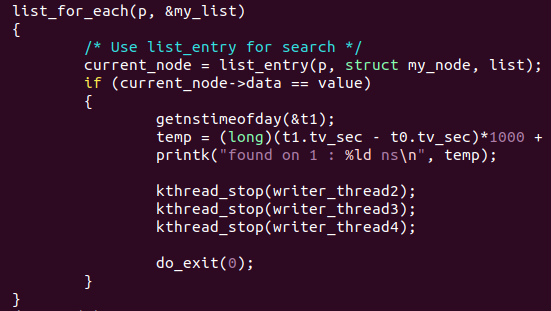 list_for_each(p, &my_list)
{
/* Use list_entry for search */
current_node = list_entry(p, struct my_node, list);
if (current_node->data == value)
{
getnstimeofday(&t1);
temp = (long)(t1.tv_sec - t0.tv_sec)*1000 +
printk("found on 1 : %ld ns\n", temp);
kthread_stop(writer_thread2);
kthread_stop(writer_thread3);
kthread_stop(writer_thread4);
do_exit(0);
}
}